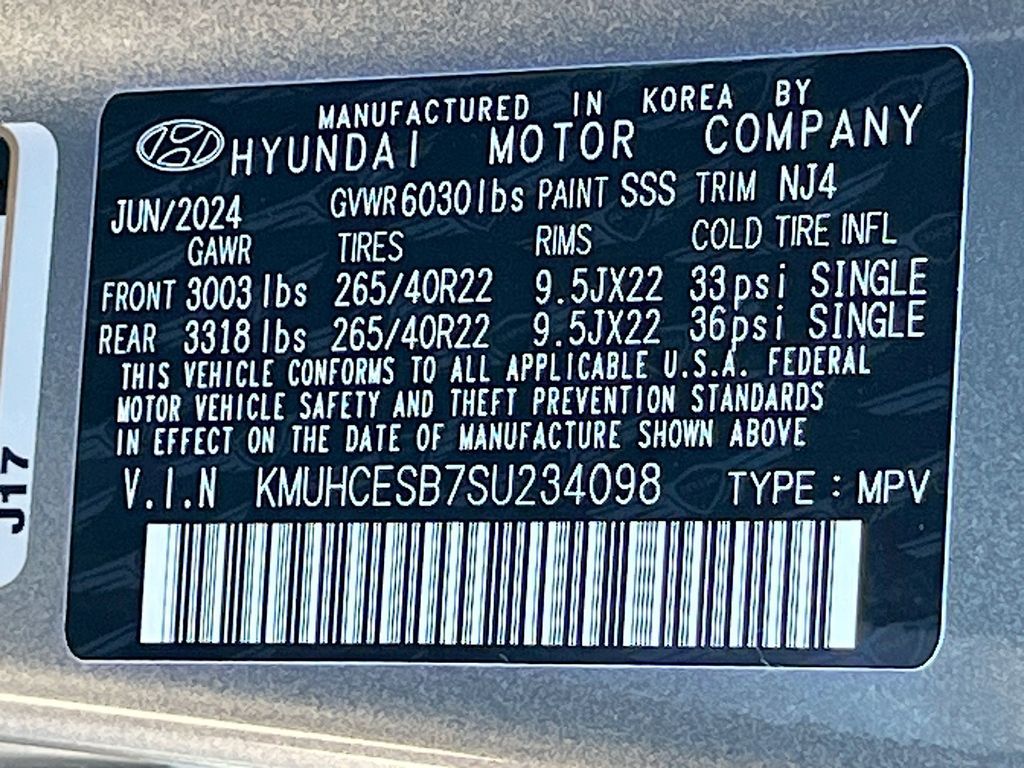 MANUFACTURED IN KOREA BY
HYUNDAI MOTOR COMPANY
JUN/2024 GVWR 6030lbs PAINT SSS TRIM NJ4
GAWR TIRES RIMS COLD TIRE INFL
FRONT 3003 lbs 265/40R22 9.5JX22 33psi SINGLE
REAR 3318 lbs 265/40R22 9.5JX22 36psi SINGLE
THIS VEHICLE CONFORMS TO ALL APPLICABLE U.S.A. FEDERAL
MOTOR VEHICLE SAFETY AND THEFT PREVENTION STANDARDS
IN EFFECT ON THE DATE OF MANUFACTURE SHOWN ABOVE
V.I.N KMUHCESB7SU234098 TYPE : MPV
J17